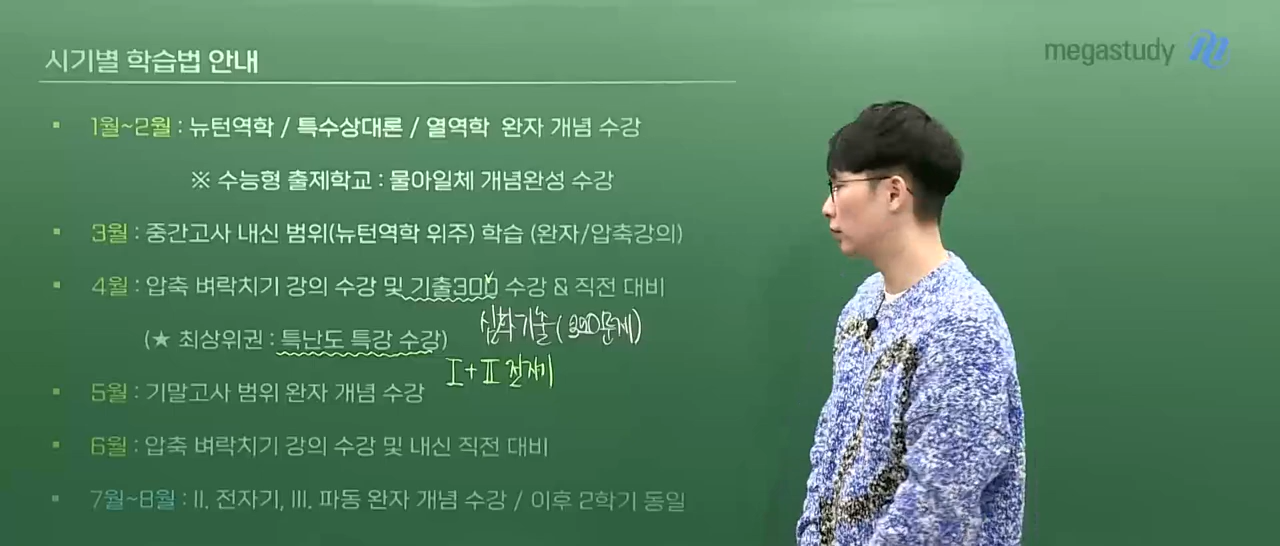 시기별 학습법 안내
megastudy
1월~2월 : 뉴턴역학 / 특수상대론 / 열역학 완자 개념 수강
※ 수능형 출제학교 : 물아일체 개념완성 수강
3월 : 중간고사 내신 범위(뉴턴역학 위주) 학습 (완자/압축강의)
4월 : 압축 벼락치기 강의 수강 및 기출300 수강 & 직전 대비
심화기출 (300문제)
(★ 최상위권 : 특난도 특강 수강)
I + II 전자기
5월 : 기말고사 범위 완자 개념 수강
6월 : 압축 벼락치기 강의 수강 및 내신 직전 대비
7월~8월 : II. 전자기, III. 파동 완자 개념 수강 / 이후 2학기 동일